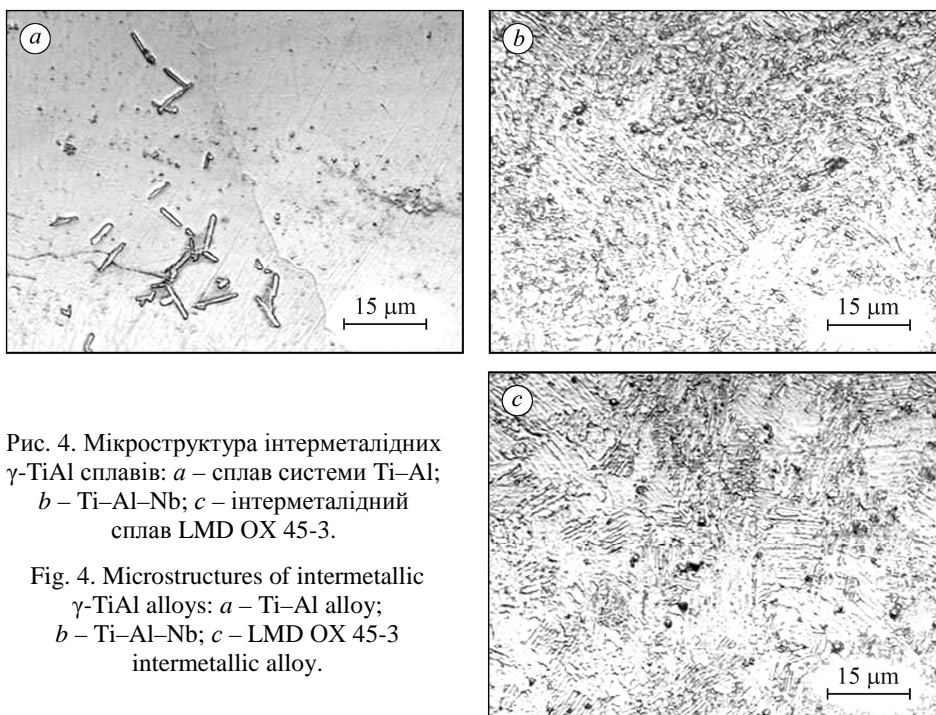 a
15 μm
b
15 μm
c
15 μm
Рис. 4. Мікроструктура інтерметалідних
γ-TiAl сплавів: a – сплав системи Ti–Al;
b – Ti–Al–Nb; c – інтерметалідний
сплав LMD OX 45-3.
Fig. 4. Microstructures of intermetallic
γ-TiAl alloys: a – Ti–Al alloy;
b – Ti–Al–Nb; c – LMD OX 45-3
intermetallic alloy.